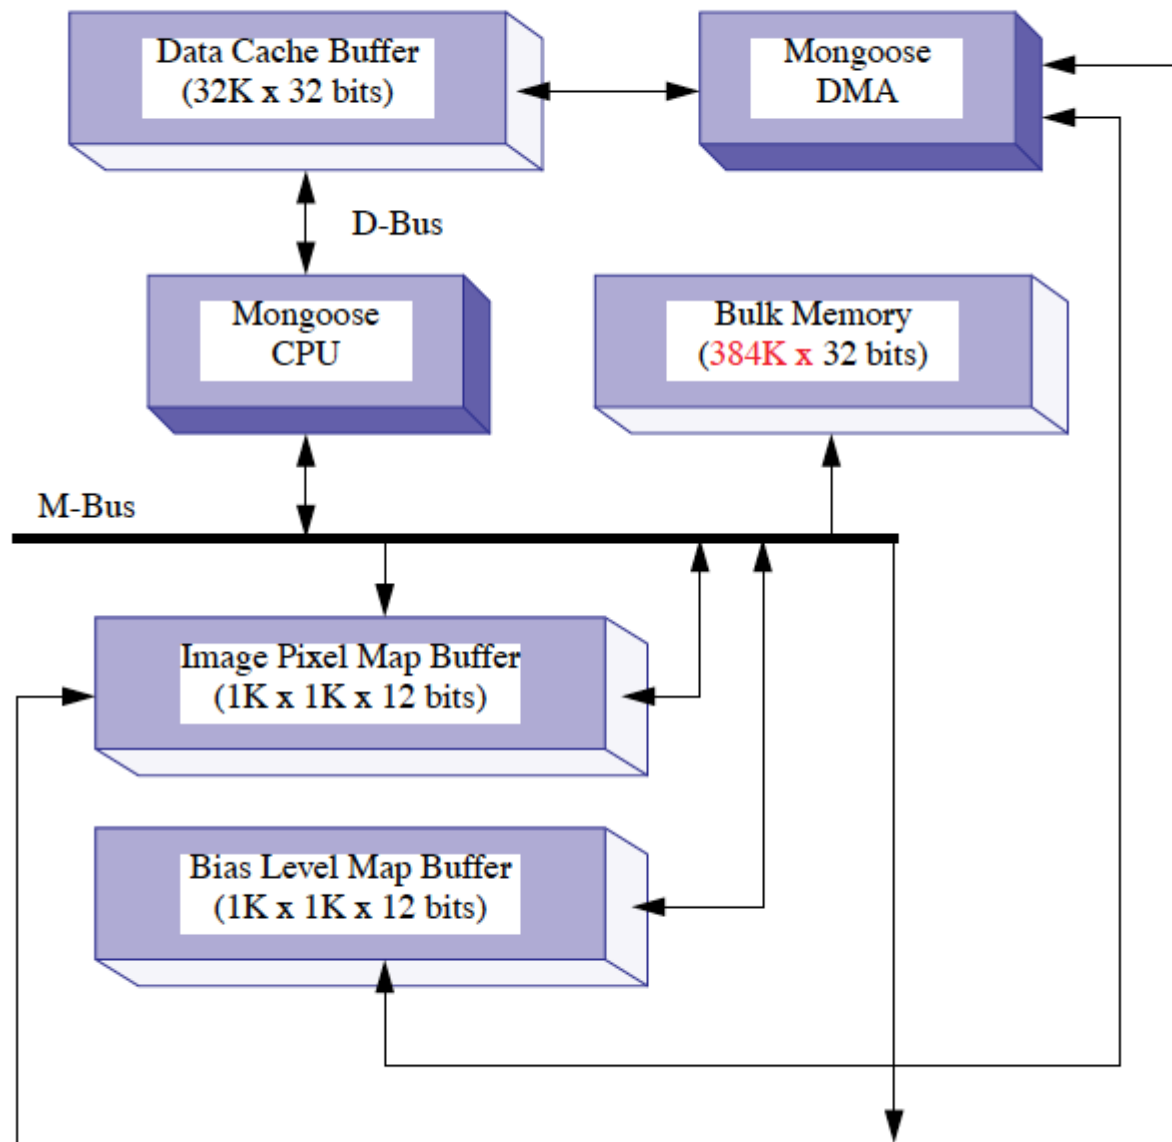 Data Cache Buffer
(32K x 32 bits)
Mongoose
DMA
D-Bus
Mongoose
CPU
Bulk Memory
(384K x 32 bits)
M-Bus
Image Pixel Map Buffer
(1K x 1K x 12 bits)
Bias Level Map Buffer
(1K x 1K x 12 bits)